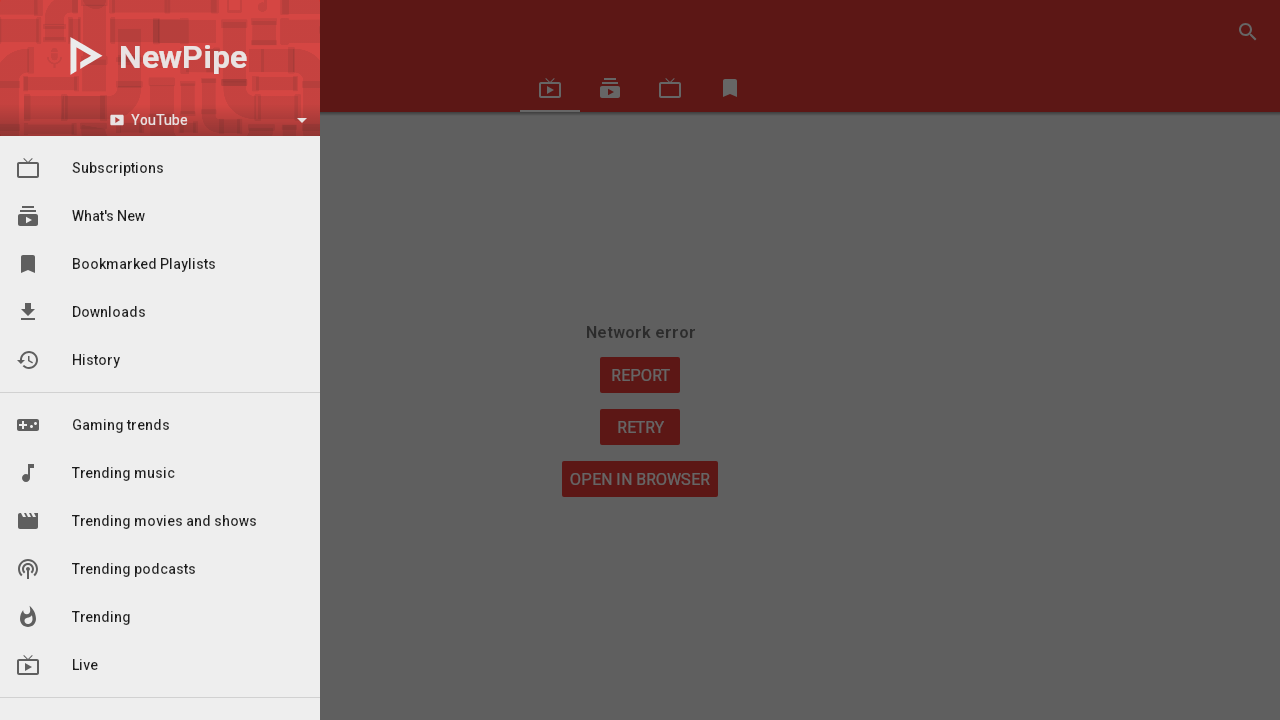 NewPipe
YouTube
Subscriptions
What's New
Bookmarked Playlists
Downloads
History
Gaming trends
Trending music
Trending movies and shows
Trending podcasts
Trending
Live
Network error
REPORT
RETRY
OPEN IN BROWSER